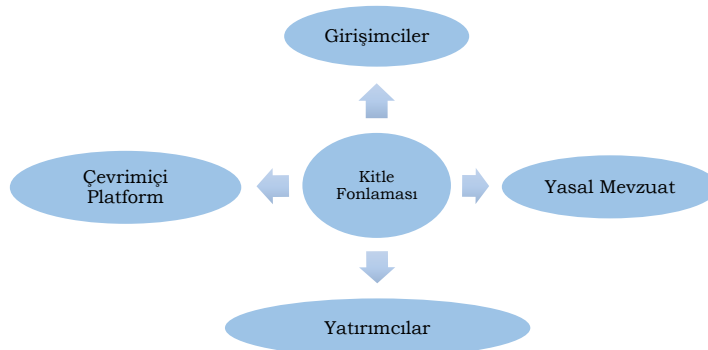 Girişimciler
Çevrimiçi
Platform
Kitle
Fonlaması
Yasal Mevzuat
Yatırımcılar